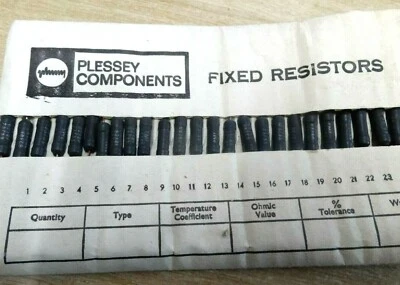 PLESSEY
COMPONENTS
FIXED RESISTORS
1 2 3 4 5 6 7 8 9 10 11 12 13 14 15 16 17 18 19 20 21 22 23
Quantity
Type
Temperature
Coefficient
Ohmic
Value
%
Tolerance